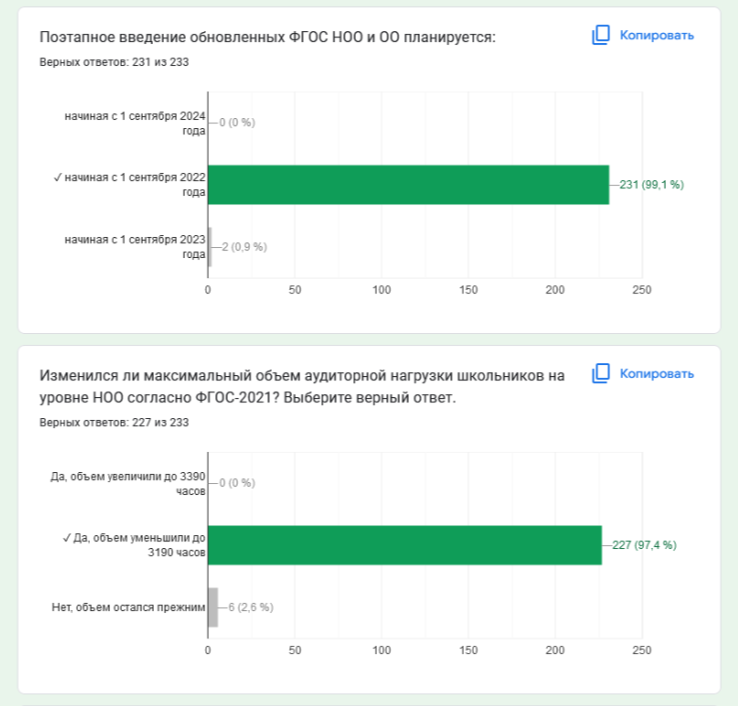 Поэтапное введение обновленных ФГОС НОО и ОО планируется:
Копировать
Верных ответов: 231 из 233
начиная с 1 сентября 2024
года
0 (0 %)
✓ начиная с 1 сентября 2022
года
231 (99,1 %)
начиная с 1 сентября 2023
года
2 (0,9 %)
0 50 100 150 200 250
Изменился ли максимальный объем аудиторной нагрузки школьников на
уровне НОО согласно ФГОС-2021? Выберите верный ответ.
Копировать
Верных ответов: 227 из 233
Да, объем увеличили до 3390
часов
0 (0 %)
✓ Да, объем уменьшили до
3190 часов
227 (97,4 %)
Нет, объем остался прежним
6 (2,6 %)
0 50 100 150 200 250